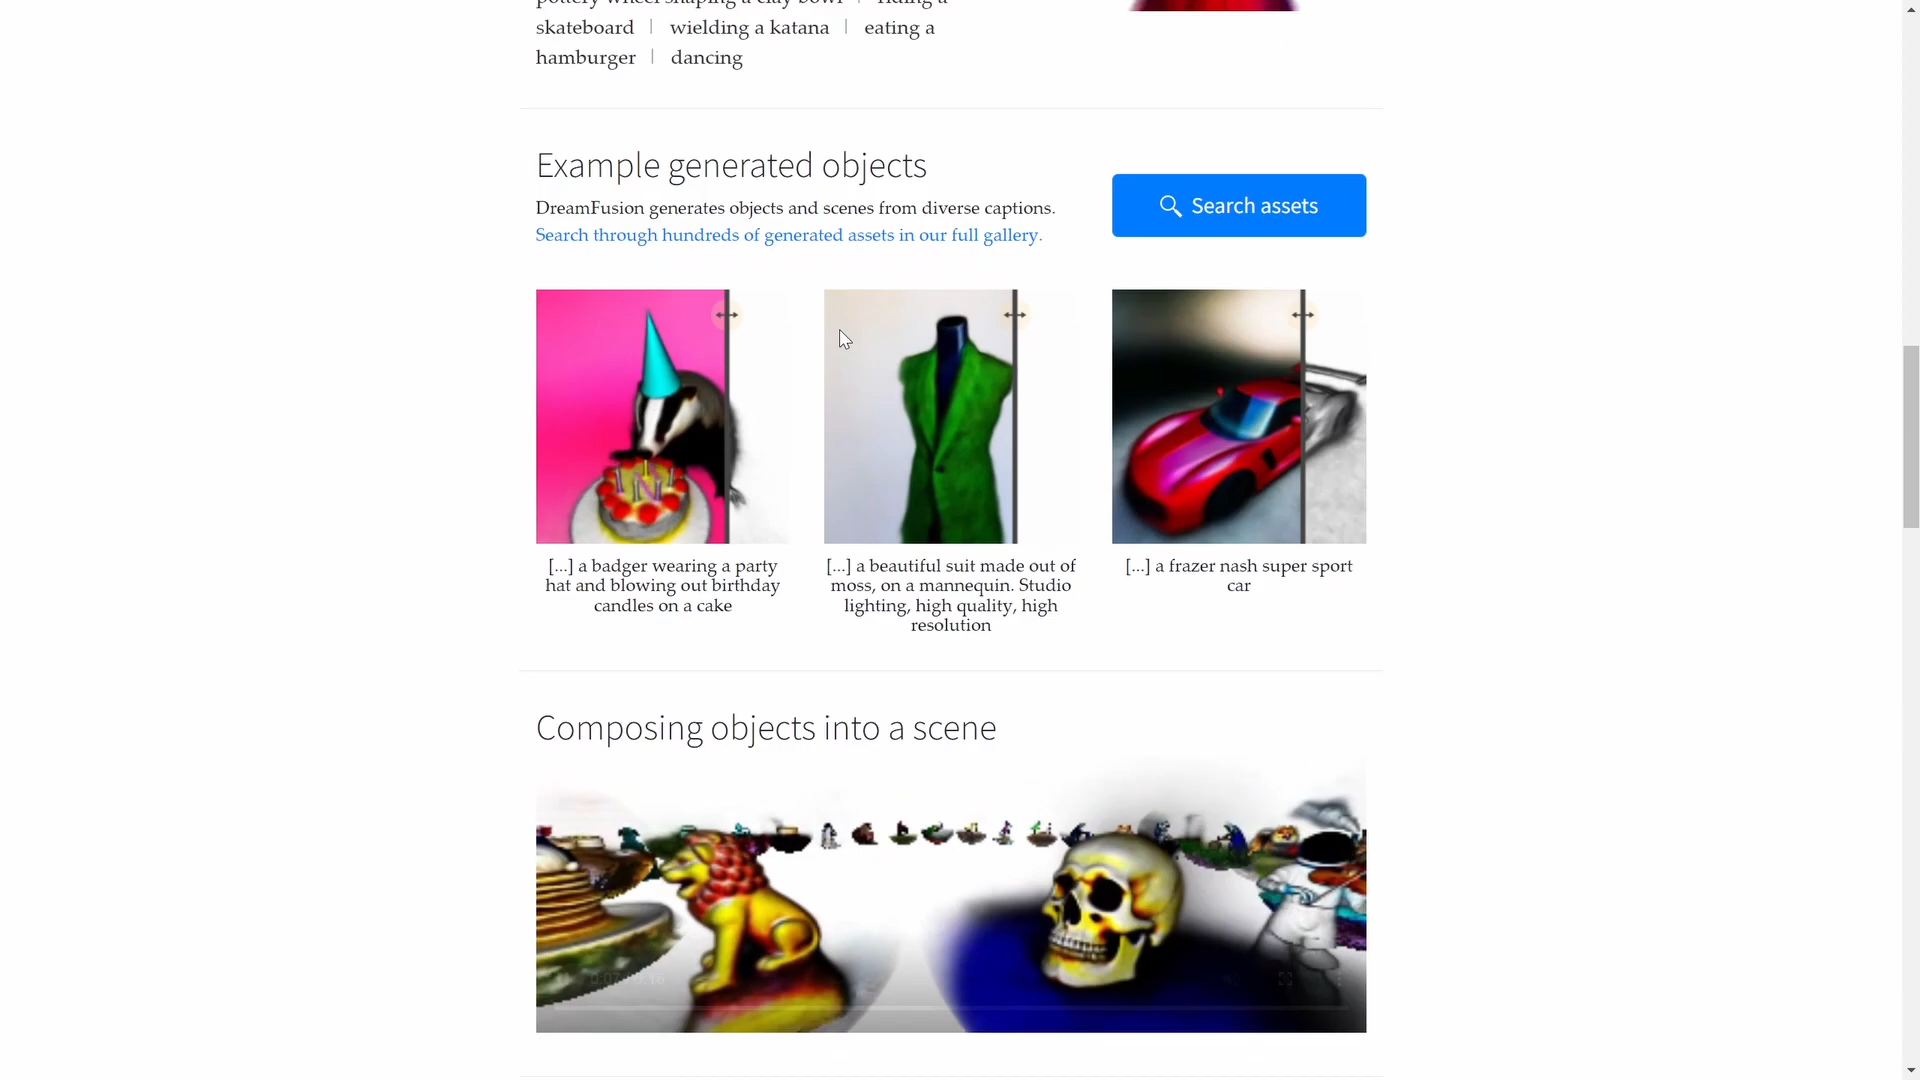 pottery wheel shaping a clay bowl | riding a
skateboard | wielding a katana | eating a
hamburger | dancing
Example generated objects
DreamFusion generates objects and scenes from diverse captions.
Search through hundreds of generated assets in our full gallery.
Search assets
[...] a badger wearing a party
hat and blowing out birthday
candles on a cake
[...] a beautiful suit made out of
moss, on a mannequin. Studio
lighting, high quality, high
resolution
[...] a frazer nash super sport
car
Composing objects into a scene